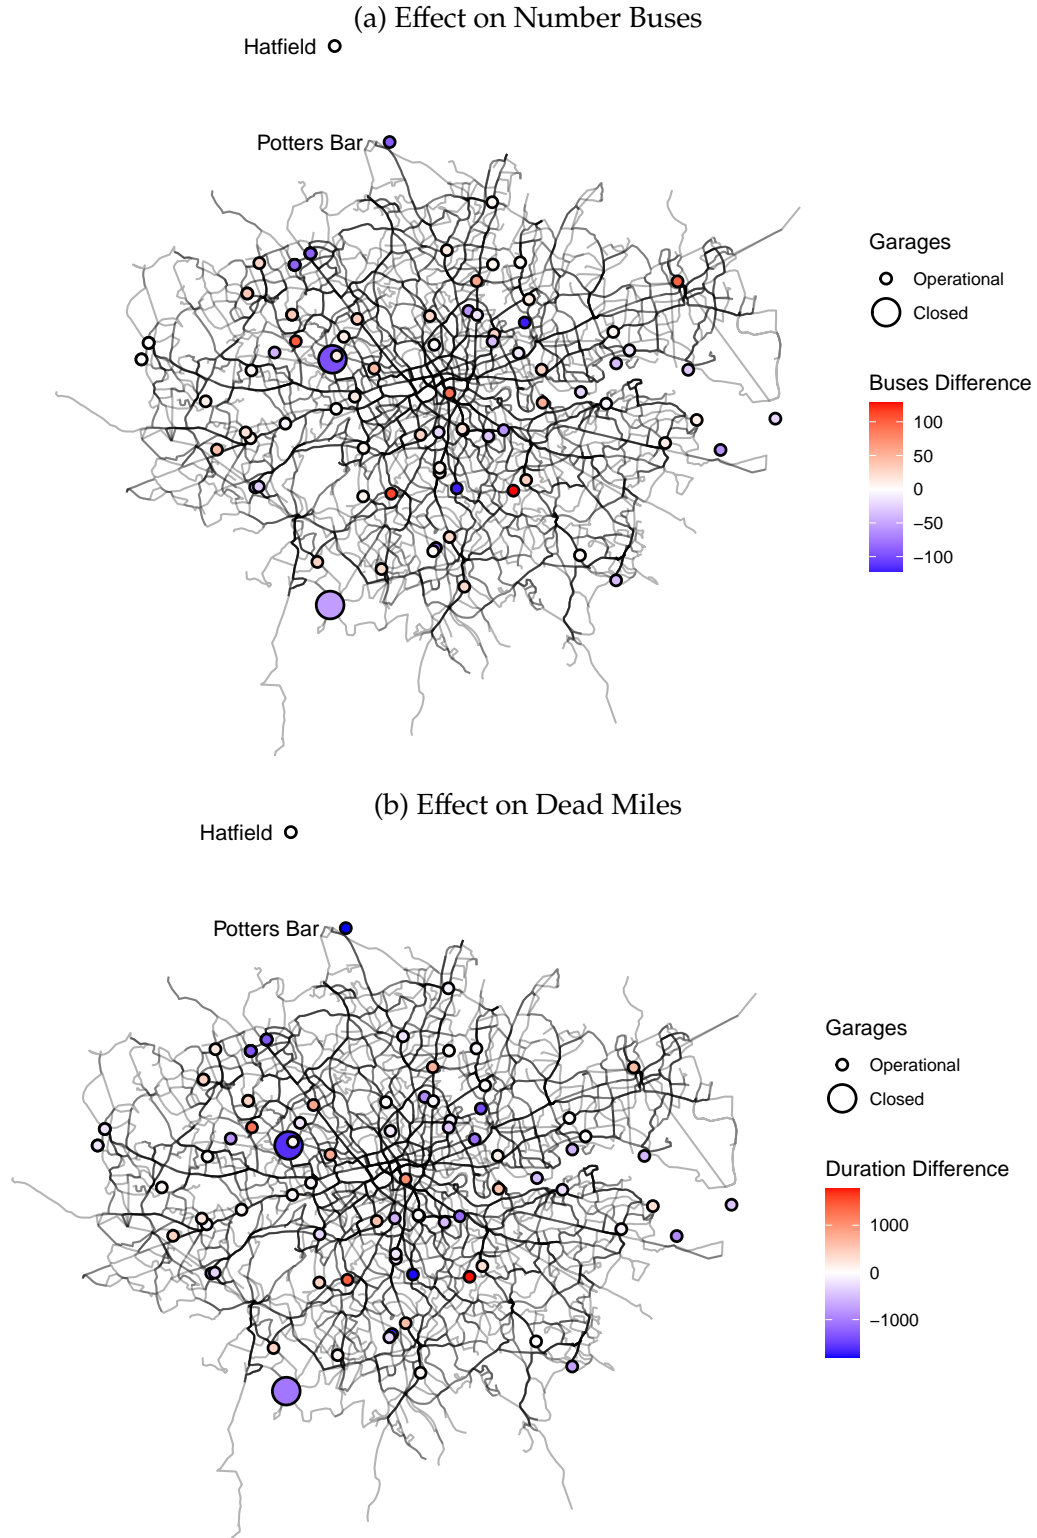 (a) Effect on Number Buses
Hatfield
Potters Bar
Garages
Operational
Closed
Buses Difference
100
50
0
−50
−100
(b) Effect on Dead Miles
Hatfield
Potters Bar
Garages
Operational
Closed
Duration Difference
1000
0
−1000